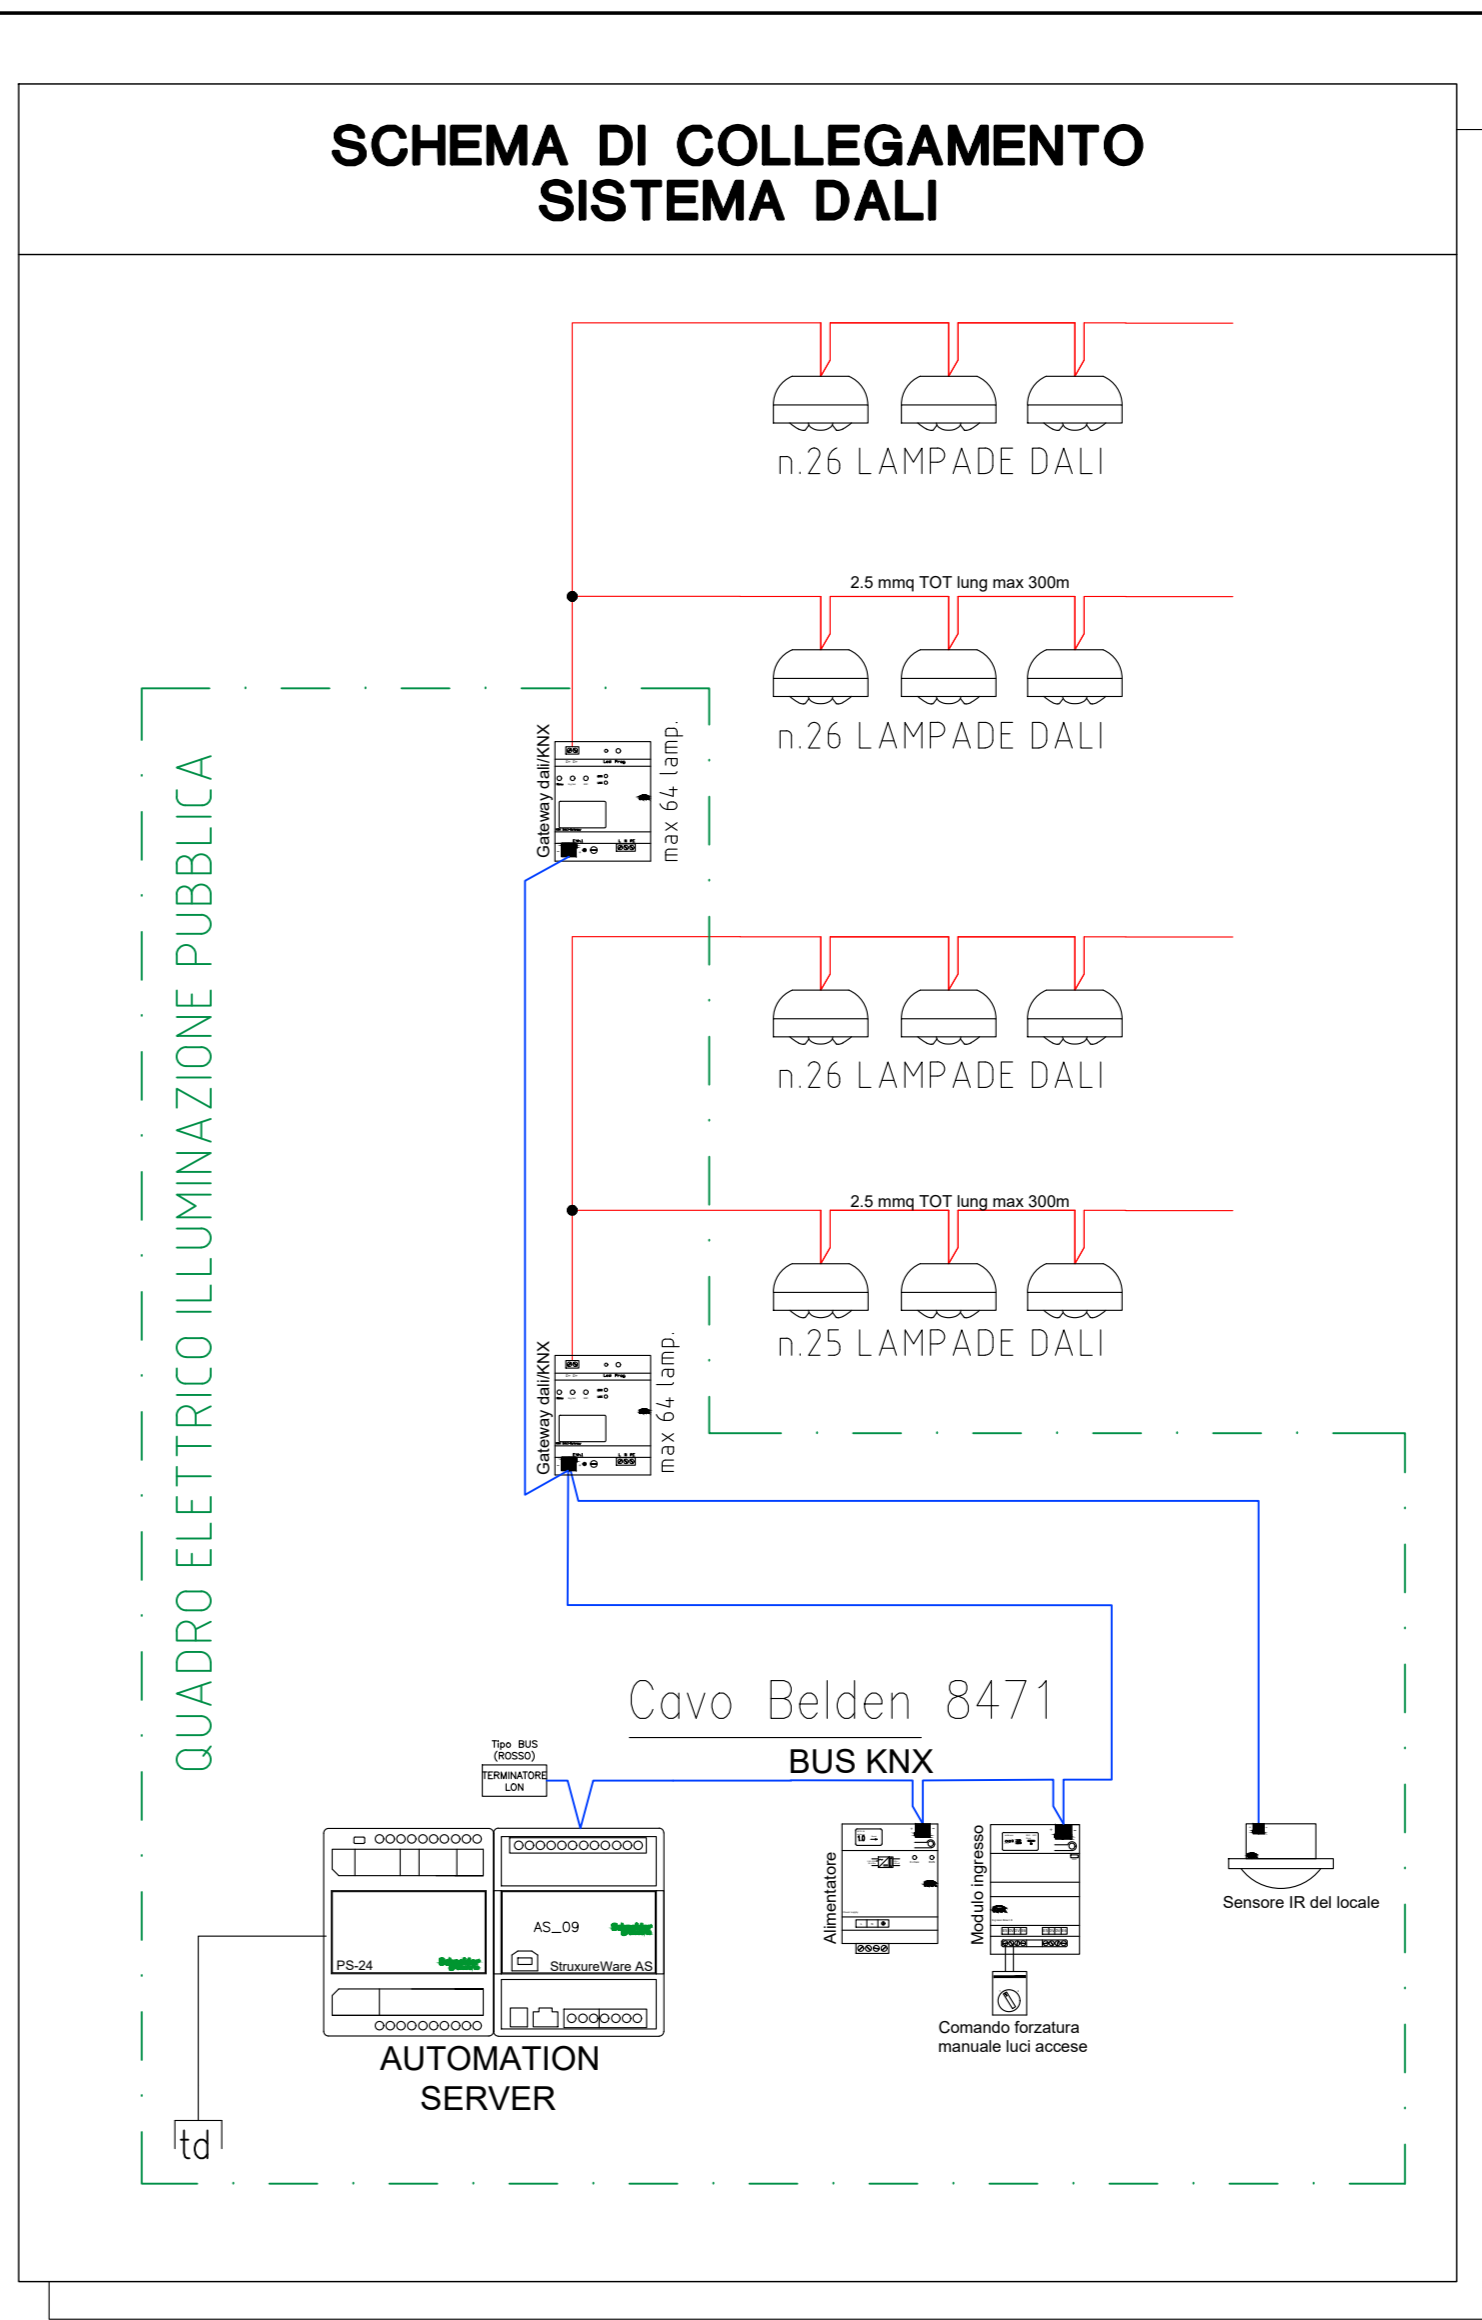 SCHEMA DI COLLEGAMENTO
SISTEMA DALI
n.26 LAMPADE DALI
2.5 mmq TOT lung max 300m
n.26 LAMPADE DALI
Gateway dali/KNX
max 64 lamp.
QUADRO ELETTRICO ILLUMINAZIONE PUBBLICA
n.26 LAMPADE DALI
2.5 mmq TOT lung max 300m
n.25 LAMPADE DALI
Gateway dali/KNX
max 64 lamp.
Cavo Belden 8471
BUS KNX
Tipo BUS
(ROSSO)
TERMINATORE
LON
PS-24
AS_09
StruxureWare AS
AUTOMATION
SERVER
td
Alimentatore
Modulo ingresso
Comando forzatura
manuale luci accese
Sensore IR del locale